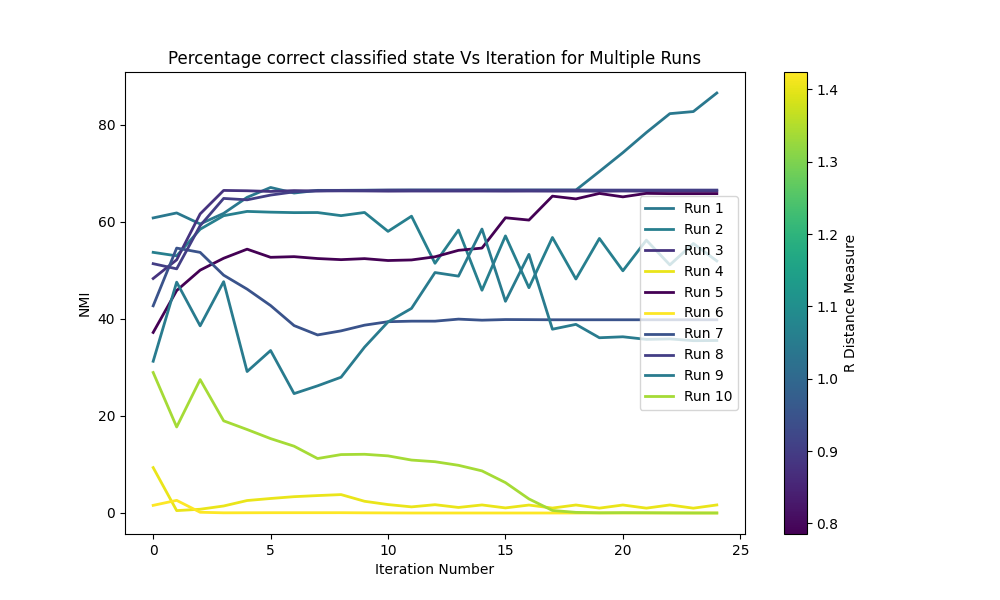 Percentage correct classified state Vs Iteration for Multiple Runs
NMI
80
60
40
20
0
0
5
10
15
20
25
Iteration Number
Run 1
Run 2
Run 3
Run 4
Run 5
Run 6
Run 7
Run 8
Run 9
Run 10
1.4
1.3
1.2
1.1
1.0
0.9
0.8
R Distance Measure